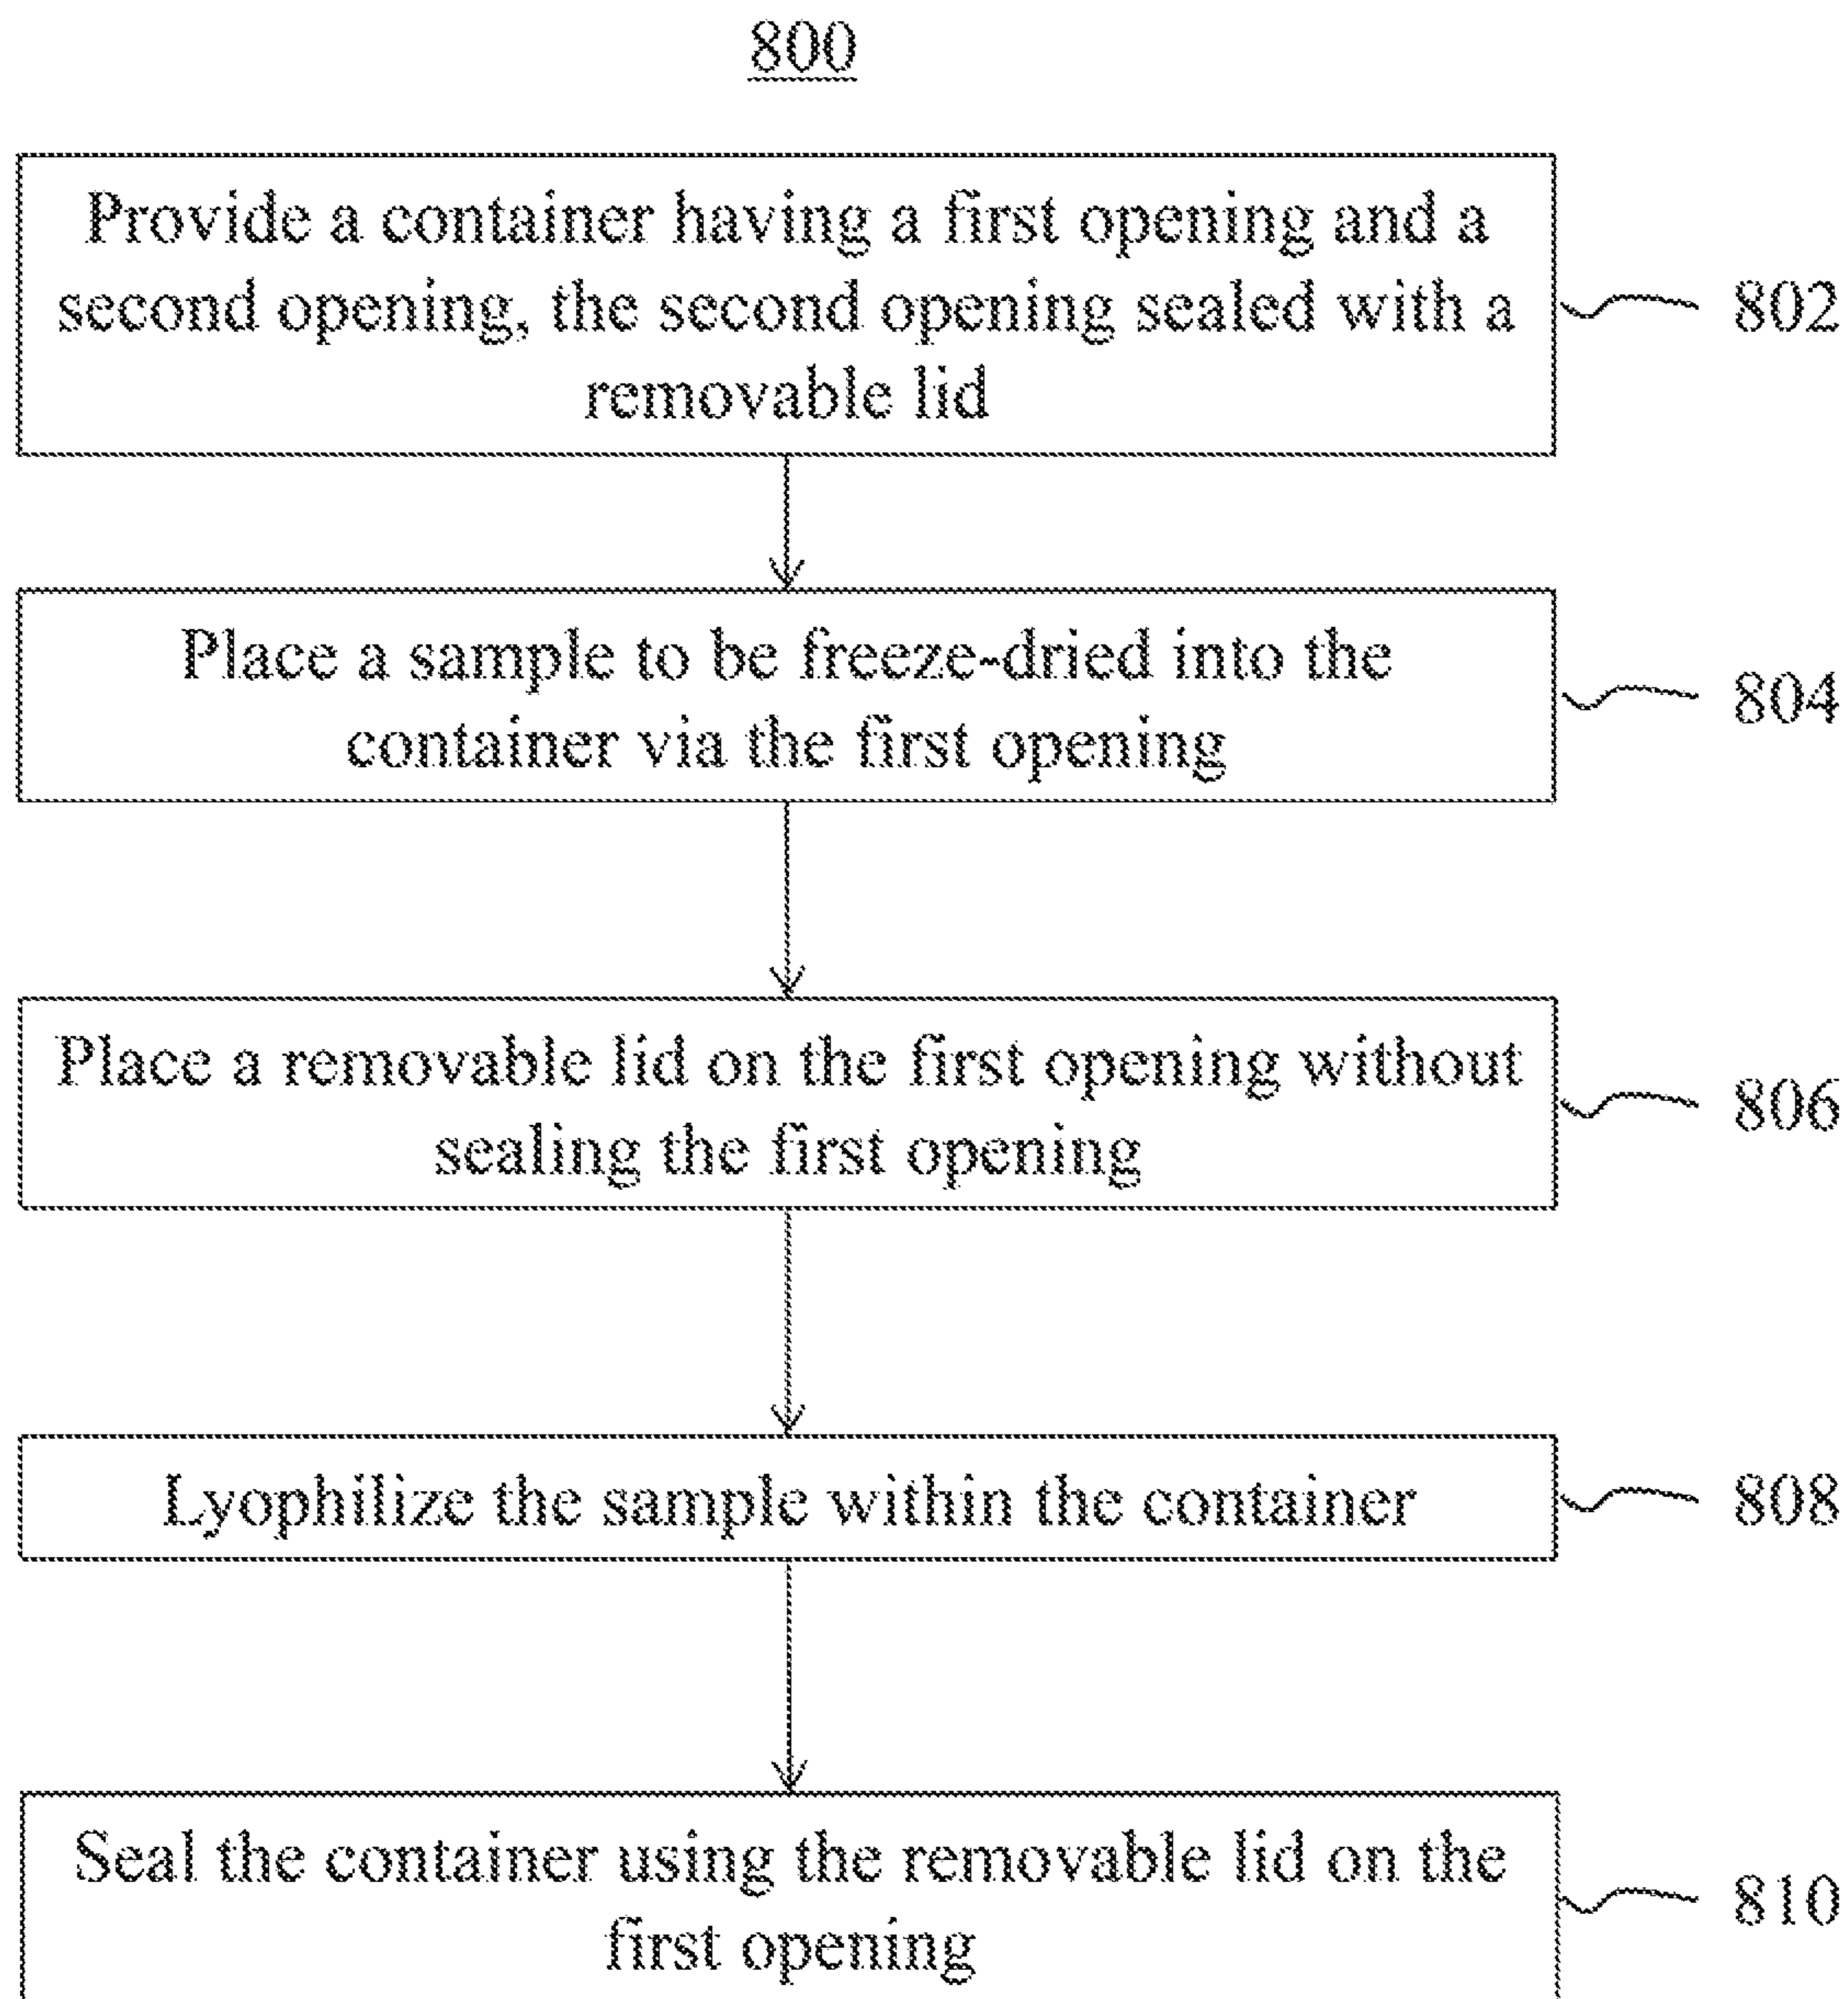 800
Provide a container having a first opening and a
second opening, the second opening sealed with a
removable lid
802
Place a sample to be freeze-dried into the
container via the first opening
804
Place a removable lid on the first opening without
sealing the first opening
806
Lyophilize the sample within the container
808
Seal the container using the removable lid on the
first opening
810